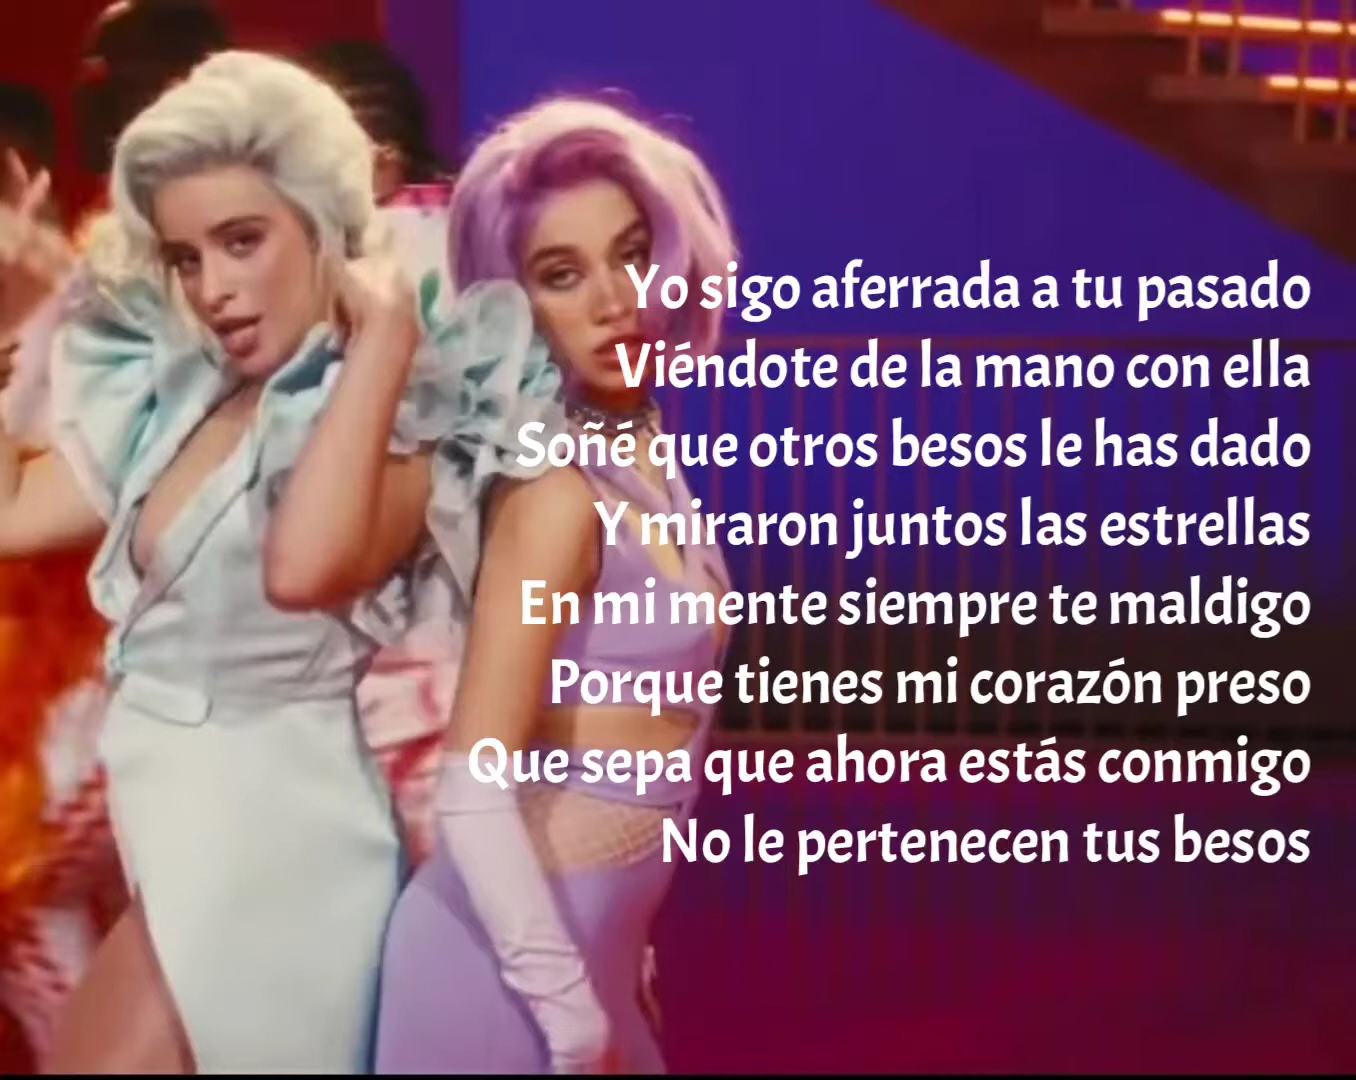 Yo sigo aferrada a tu pasado
Viéndote de la mano con ella
Soñé que otros besos le has dado
Y miraron juntos las estrellas
En mi mente siempre te maldigo
Porque tienes mi corazón preso
Que sepa que ahora estás conmigo
No le pertenecen tus besos